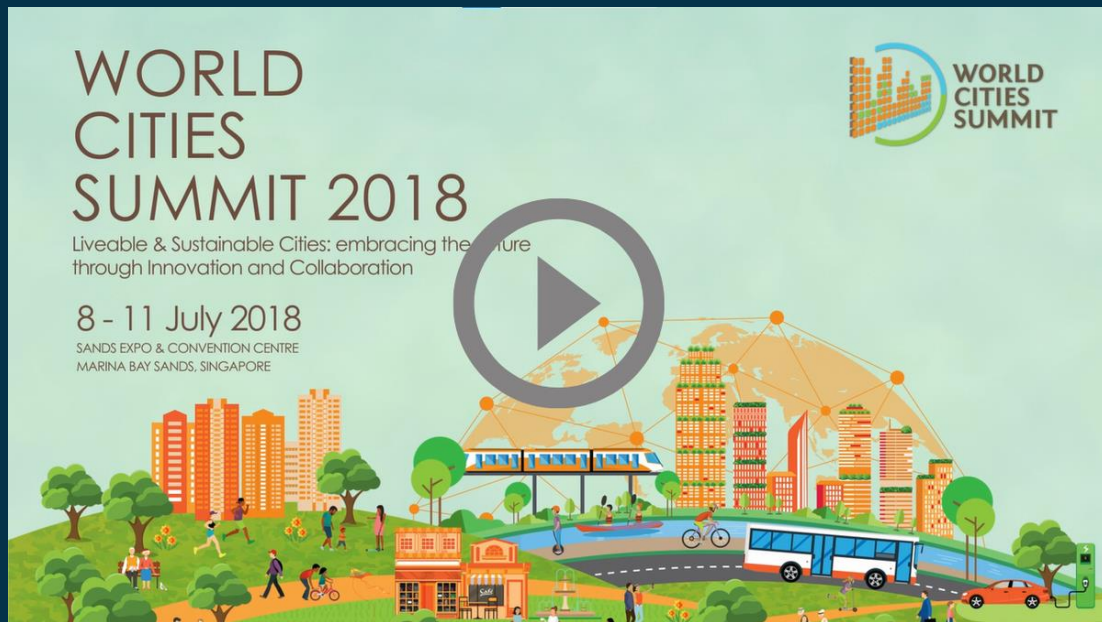 WORLD
CITIES
SUMMIT 2018
Liveable & Sustainable Cities: embracing the
through Innovation and Collaboration
8 - 11 July 2018
SANDS EXPO & CONVENTION CENTRE
MARINA BAY SANDS, SINGAPORE
WORLD
CITIES
SUMMIT